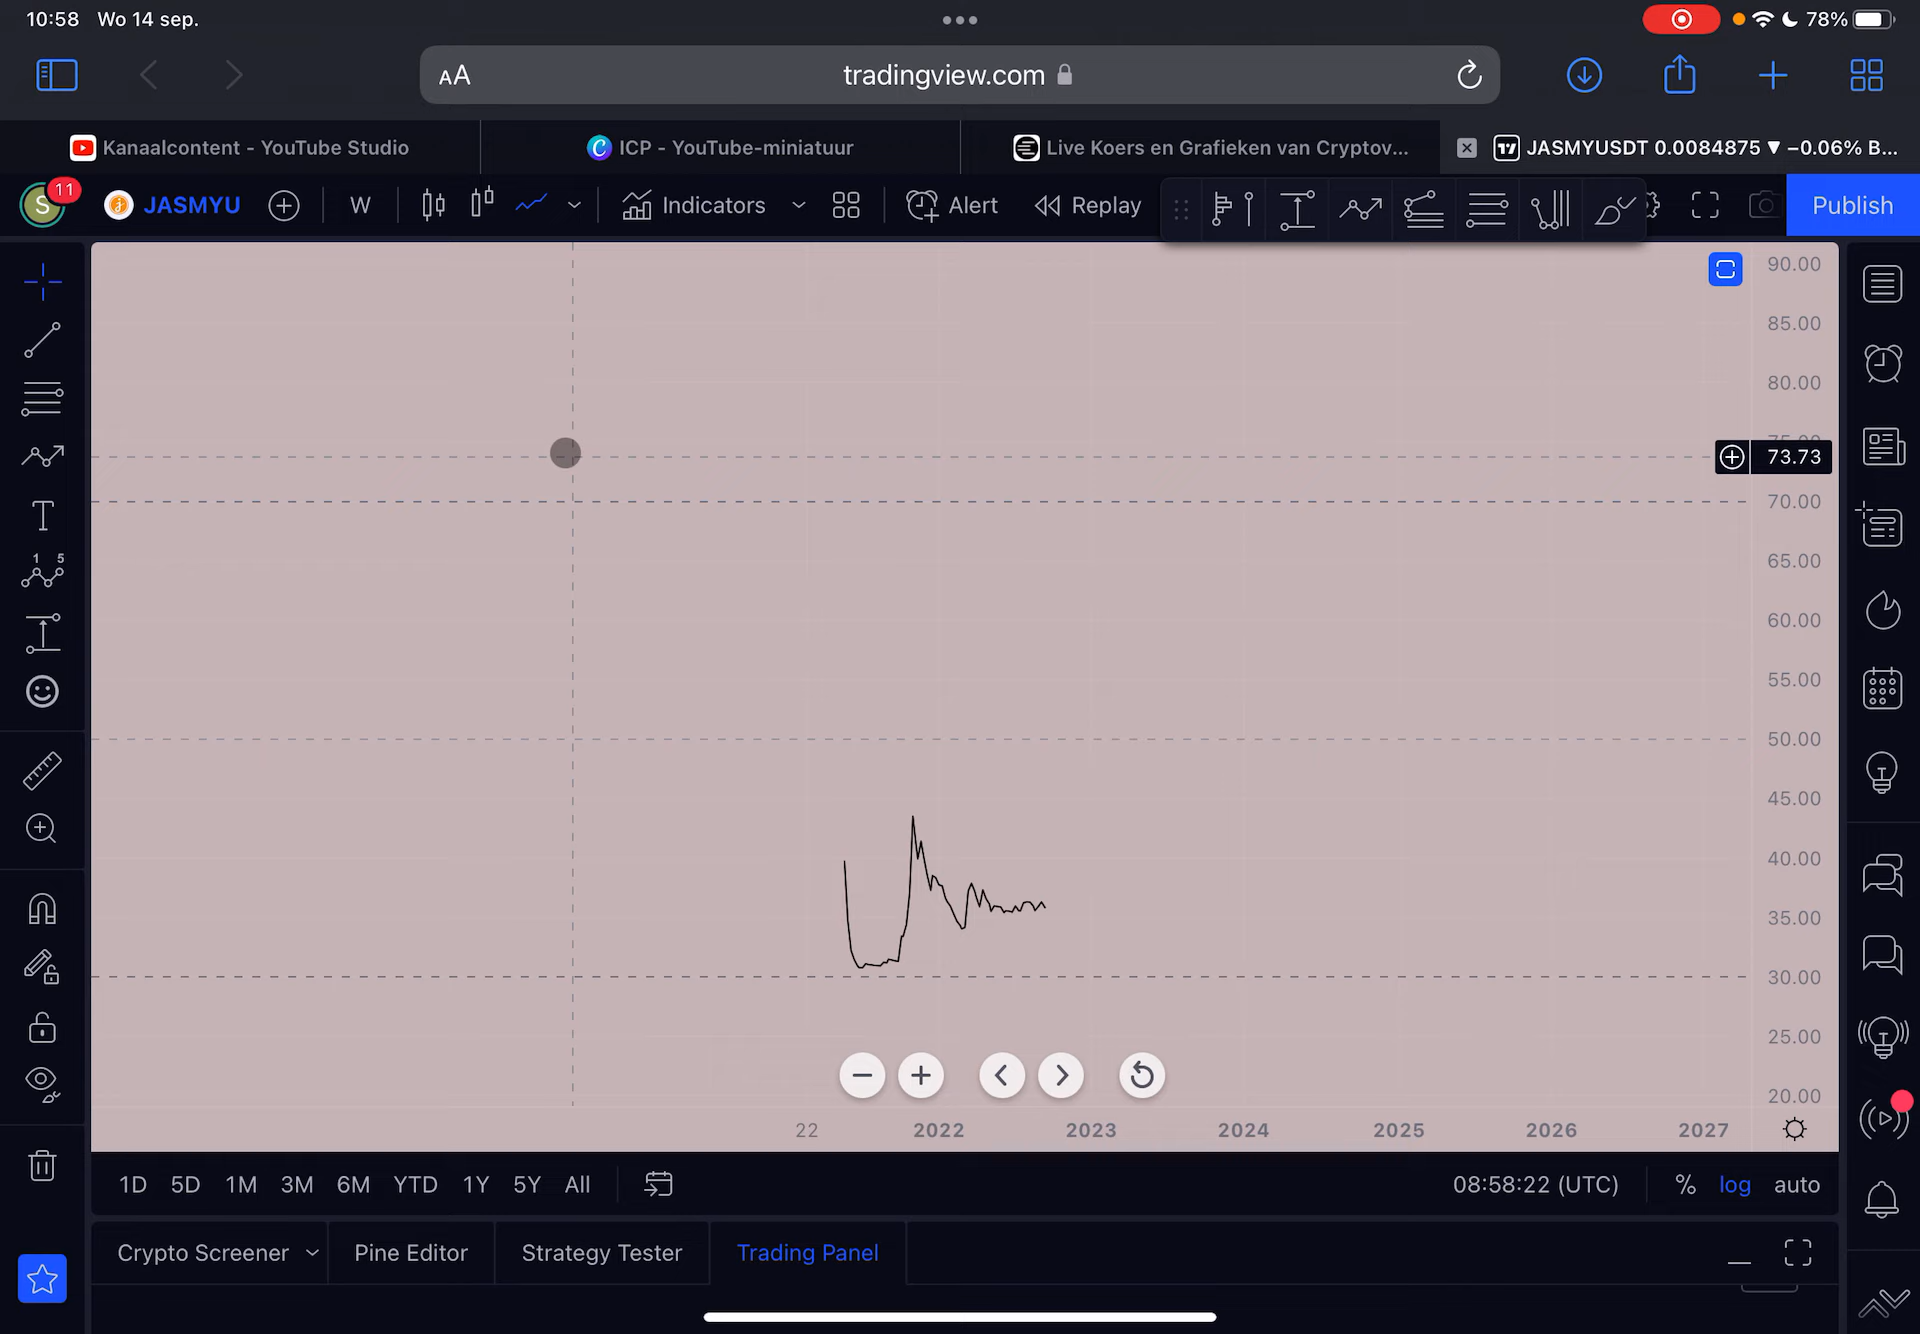 10:58 Wo 14 sep.
78%
AA
tradingview.com
Kanaalcontent - YouTube Studio
ICP - YouTube-miniatuur
Live Koers en Grafieken van Cryptov...
JASMYUSDT 0.0084875 ▼ −0.06% B...
S
11
JASMYU
W
Indicators
Alert
Replay
Publish
90.00
85.00
80.00
73.73
70.00
65.00
60.00
55.00
50.00
45.00
40.00
35.00
30.00
25.00
20.00
22
2022
2023
2024
2025
2026
2027
1D 5D 1M 3M 6M YTD 1Y 5Y All
08:58:22 (UTC)
% log auto
Crypto Screener
Pine Editor
Strategy Tester
Trading Panel